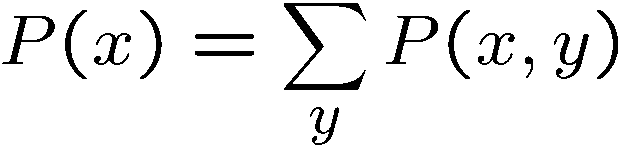 P(x) = ∑_y P(x, y)